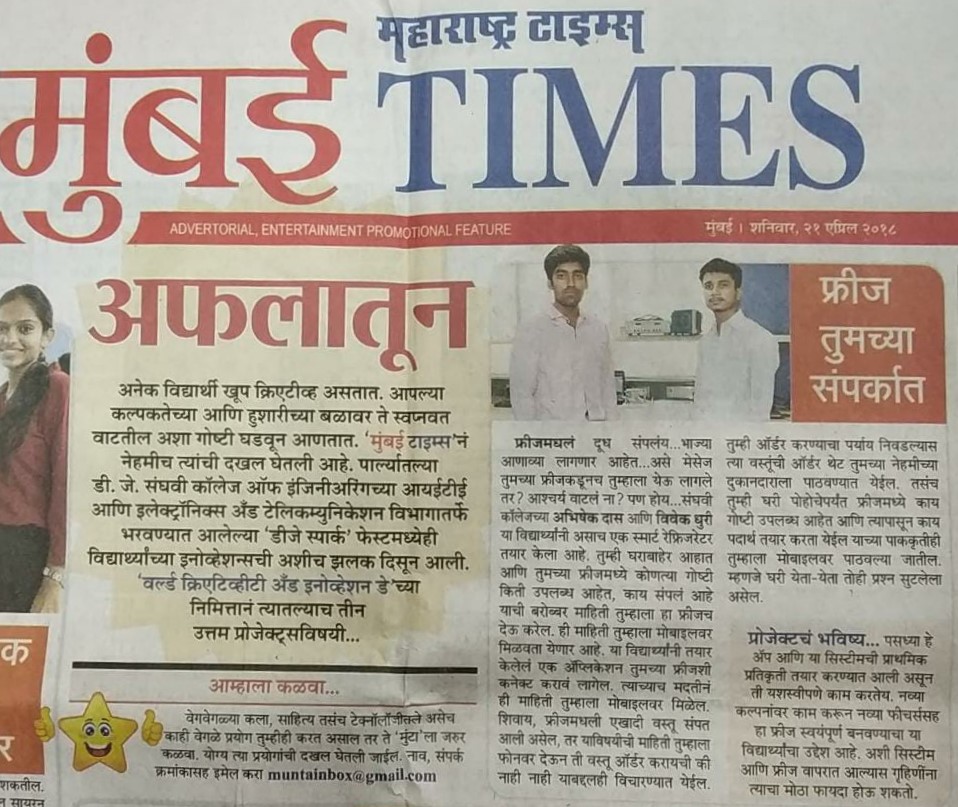 महाराष्ट्र टाइम्स
मुंबई TIMES
ADVERTORIAL, ENTERTAINMENT PROMOTIONAL FEATURE
मुंबई । शनिवार, २१ एप्रिल २०१८
अफलातून
अनेक विद्यार्थी खूप क्रिएटीव्ह असतात. आपल्या
कल्पकतेच्या आणि हुशारीच्या बळावर ते स्वप्नवत
वाटतील अशा गोष्टी घडवून आणतात. 'मुंबई टाइम्स'नं
नेहमीच त्यांची दखल घेतली आहे. पार्ल्यातल्या
डी. जे. संघवी कॉलेज ऑफ इंजिनीअरिंगच्या आयईटीई
आणि इलेक्ट्रॉनिक्स अँड टेलिकम्युनिकेशन विभागातर्फे
भरवण्यात आलेल्या 'डीजे स्पार्क' फेस्टमध्येही
विद्यार्थ्यांच्या इनोव्हेशन्सची अशीच झलक दिसून आली.
'वर्ल्ड क्रिएटिव्हीटी अँड इनोव्हेशन डे'च्या
निमित्तानं त्यातल्याच तीन
उत्तम प्रोजेक्ट्सविषयी...
आम्हाला कळवा...
वेगवेगळ्या कला, साहित्य तसंच टेक्नॉलॉजीतले असेच
काही वेगळे प्रयोग तुम्हीही करत असाल तर ते 'मुंटा'ला जरुर
कळवा. योग्य त्या प्रयोगांची दखल घेतली जाईल. नाव, संपर्क
क्रमांकासह इमेल करा muntainbox@gmail.com
फ्रीज
तुमच्या
संपर्कात
फ्रीजमधलं दूध संपलंय...भाज्या
आणाव्या लागणार आहेत...असे मेसेज
तुमच्या फ्रीजकडूनच तुम्हाला येऊ लागले
तर? आश्चर्य वाटलं ना? पण होय...संघवी
कॉलेजच्या अभिषेक दास आणि विवेक घुरी
या विद्यार्थ्यांनी असाच एक स्मार्ट रेफ्रिजरेटर
तयार केला आहे. तुम्ही घराबाहेर आहात
आणि तुमच्या फ्रीजमध्ये कोणत्या गोष्टी
किती उपलब्ध आहेत, काय संपलं आहे
याची बरोब्बर माहिती तुम्हाला हा फ्रीजच
देऊ करेल. ही माहिती तुम्हाला मोबाइलवर
मिळवता येणार आहे. या विद्यार्थ्यांनी तयार
केलेलं एक अॅप्लिकेशन तुमच्या फ्रीजशी
कनेक्ट करावं लागेल. त्याच्याच मदतीनं
ही माहिती तुम्हाला मोबाइलवर मिळेल.
शिवाय, फ्रीजमधली एखादी वस्तू संपत
आली असेल, तर याविषयीची माहिती तुम्हाला
फोनवर देऊन ती वस्तू ऑर्डर करायची की
नाही नाही याबद्दलही विचारण्यात येईल.
तुम्ही ऑर्डर करण्याचा पर्याय निवडल्यास
त्या वस्तूंची ऑर्डर थेट तुमच्या नेहमीच्या
दुकानदाराला पाठवण्यात येईल. तसंच
तुम्ही घरी पोहोचेपर्यंत फ्रीजमध्ये काय
गोष्टी उपलब्ध आहेत आणि त्यापासून काय
पदार्थ तयार करता येईल याच्या पाककृतीही
तुम्हाला मोबाइलवर पाठवल्या जातील.
म्हणजे घरी येता-येता तोही प्रश्न सुटलेला
असेल.
प्रोजेक्टचं भविष्य... पसध्या हे
अॅप आणि या सिस्टीमची प्राथमिक
प्रतिकृती तयार करण्यात आली असून
ती यशस्वीपणे काम करतेय. नव्या
कल्पनांवर काम करून नव्या फीचर्ससह
हा फ्रीज स्वयंपूर्ण बनवण्याचा या
विद्यार्थ्यांचा उद्देश आहे. अशी सिस्टिम
आणि फ्रीज वापरात आल्यास गृहिणींना
त्याचा मोठा फायदा होऊ शकतो.
क
र
शकतील.